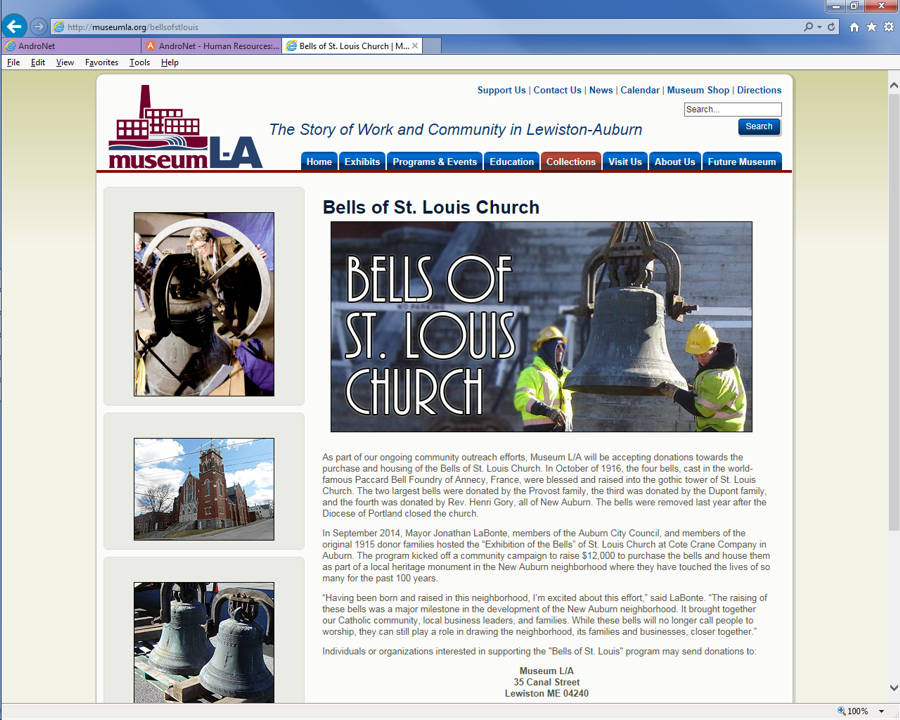 http://museumla.org/bellsofstlouis
AndroNet
AndroNet - Human Resources:...
Bells of St. Louis Church | M...
File Edit View Favorites Tools Help
Support Us | Contact Us | News | Calendar | Museum Shop | Directions
Search...
Search
museum L-A
The Story of Work and Community in Lewiston-Auburn
Home Exhibits Programs & Events Education Collections Visit Us About Us Future Museum
Bells of St. Louis Church
BELLS OF
ST. LOUIS
CHURCH
As part of our ongoing community outreach efforts, Museum L/A will be accepting donations towards the
purchase and housing of the Bells of St. Louis Church. In October of 1916, the four bells, cast in the world-
famous Paccard Bell Foundry of Annecy, France, were blessed and raised into the gothic tower of St. Louis
Church. The two largest bells were donated by the Provost family, the third was donated by the Dupont family,
and the fourth was donated by Rev. Henri Gory, all of New Auburn. The bells were removed last year after the
Diocese of Portland closed the church.
In September 2014, Mayor Jonathan LaBonte, members of the Auburn City Council, and members of the
original 1915 donor families hosted the "Exhibition of the Bells" of St. Louis Church at Cote Crane Company in
Auburn. The program kicked off a community campaign to raise $12,000 to purchase the bells and house them
as part of a local heritage monument in the New Auburn neighborhood where they have touched the lives of so
many for the past 100 years.
"Having been born and raised in this neighborhood, I'm excited about this effort," said LaBonte. "The raising of
these bells was a major milestone in the development of the New Auburn neighborhood. It brought together
our Catholic community, local business leaders, and families. While these bells will no longer call people to
worship, they can still play a role in drawing the neighborhood, its families and businesses, closer together."
Individuals or organizations interested in supporting the "Bells of St. Louis" program may send donations to:
Museum L/A
35 Canal Street
Lewiston ME 04240
100%